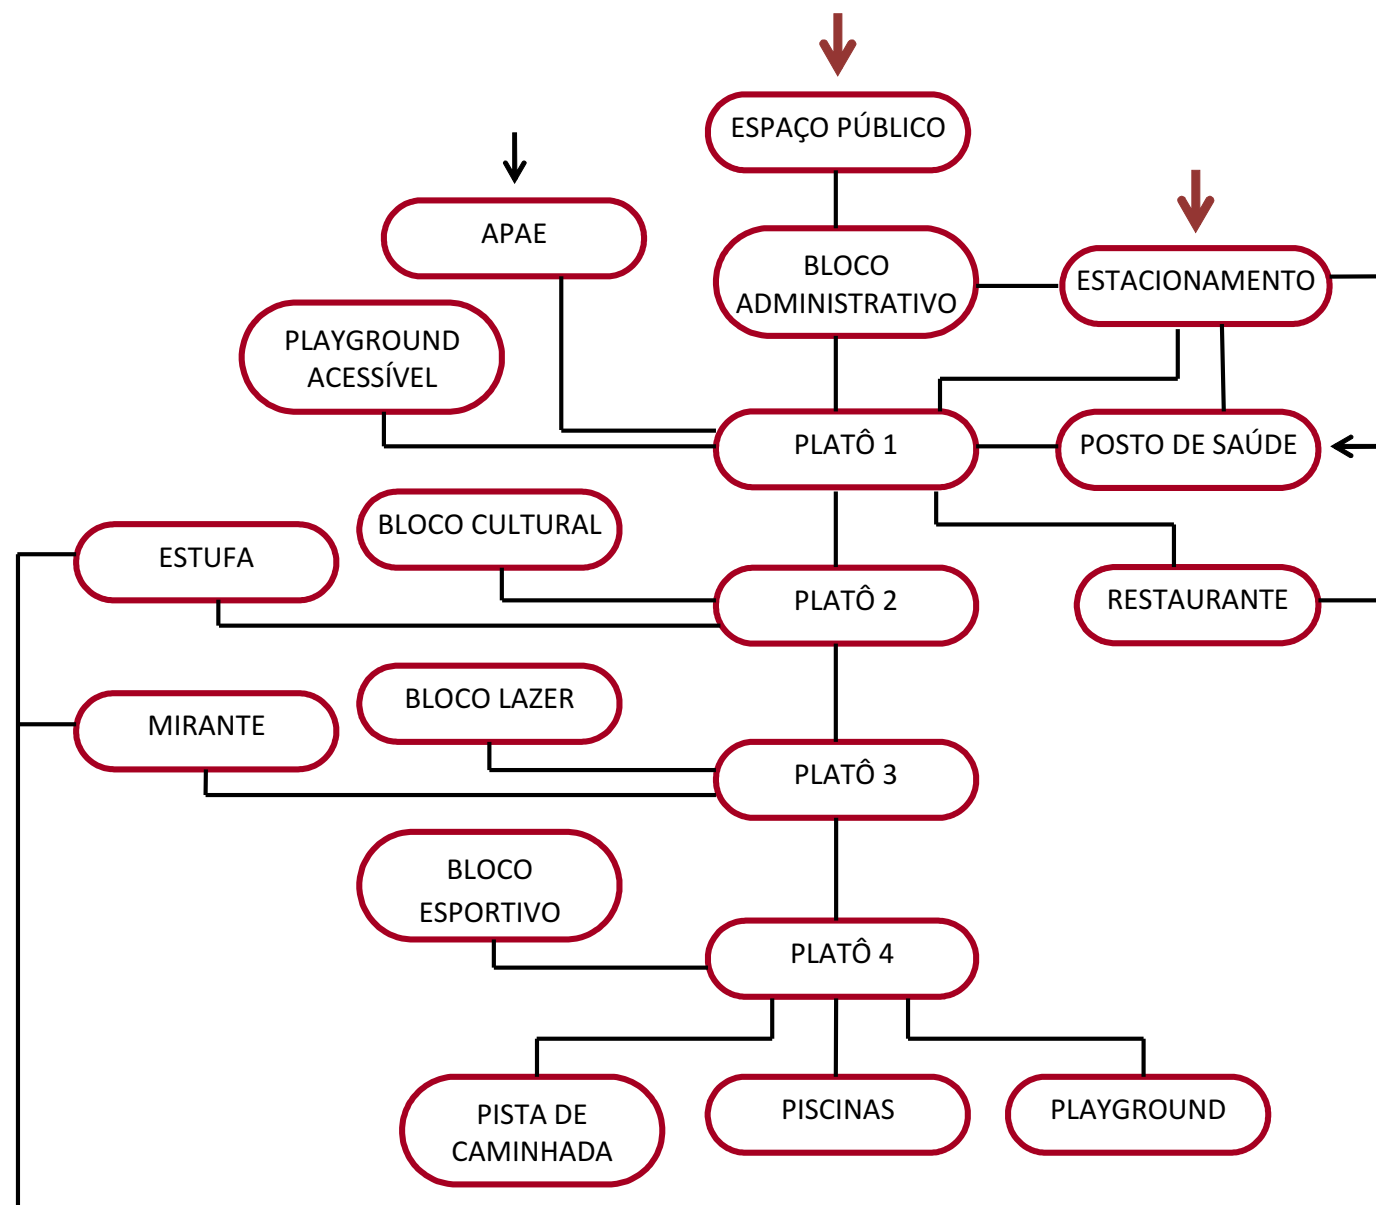 ESPAÇO PÚBLICO
APAE
BLOCO
ADMINISTRATIVO
ESTACIONAMENTO
PLAYGROUND
ACESSÍVEL
PLATÔ 1
POSTO DE SAÚDE
BLOCO CULTURAL
ESTUFA
PLATÔ 2
RESTAURANTE
BLOCO LAZER
MIRANTE
PLATÔ 3
BLOCO
ESPORTIVO
PLATÔ 4
PISTA DE
CAMINHADA
PISCINAS
PLAYGROUND